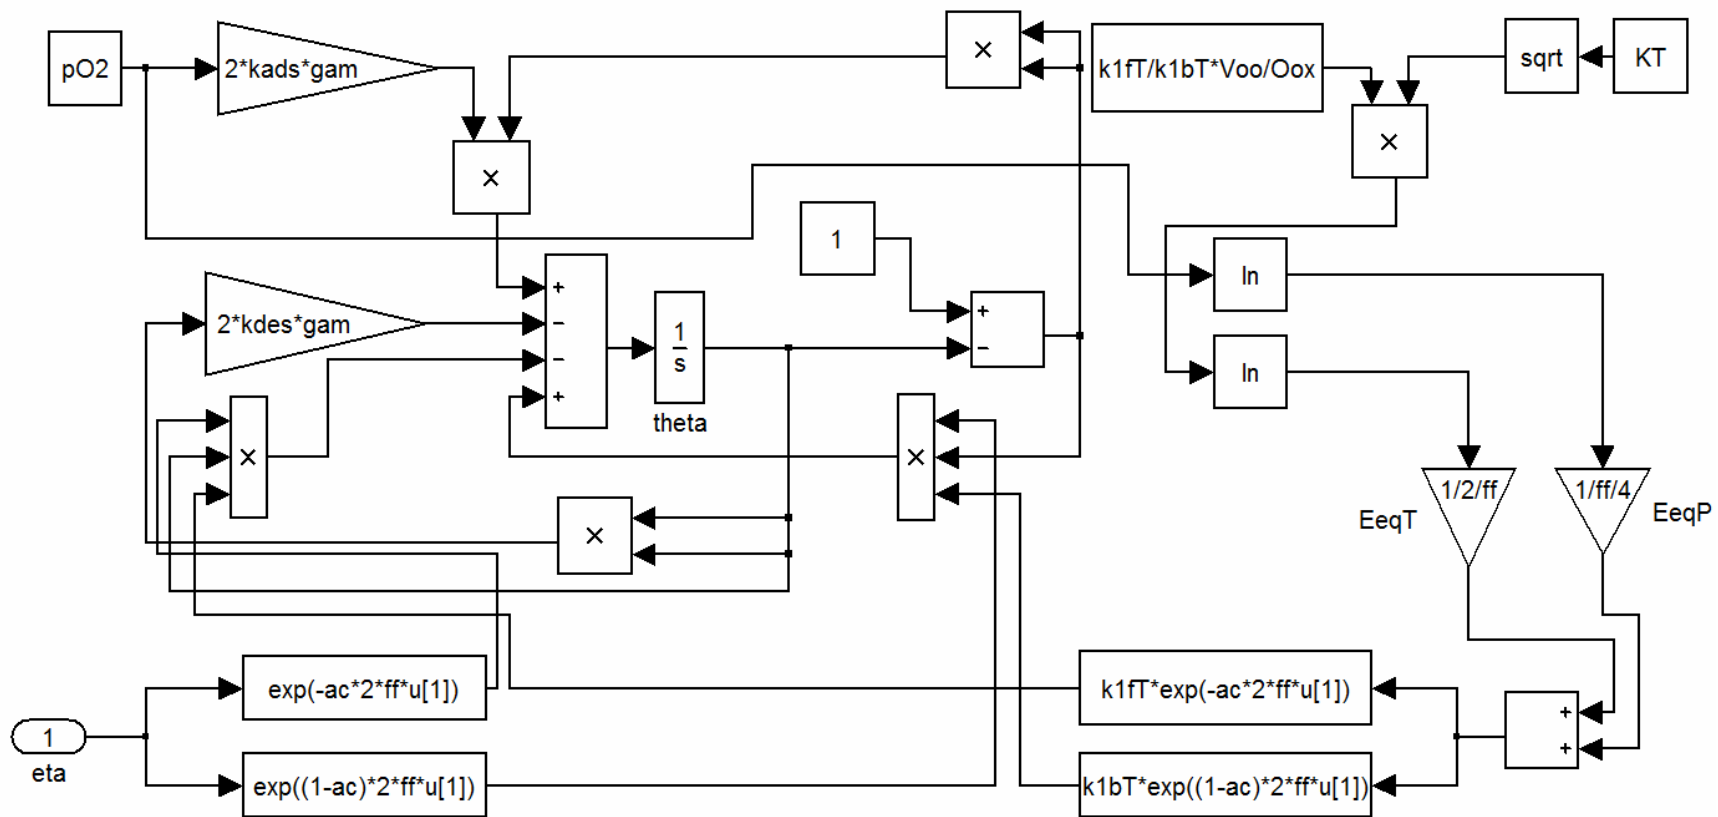 pO2
2*kads*gam
×
k1fT/k1bT*Voo/Oox
sqrt
KT
×
×
1
ln
2*kdes*gam
+
−
−
+
1
s
theta
+
−
ln
×
×
×
1/2/ff
EeqT
1/ff/4
EeqP
exp(-ac*2*ff*u[1])
k1fT*exp(-ac*2*ff*u[1])
+
+
1
eta
exp((1-ac)*2*ff*u[1])
k1bT*exp((1-ac)*2*ff*u[1])